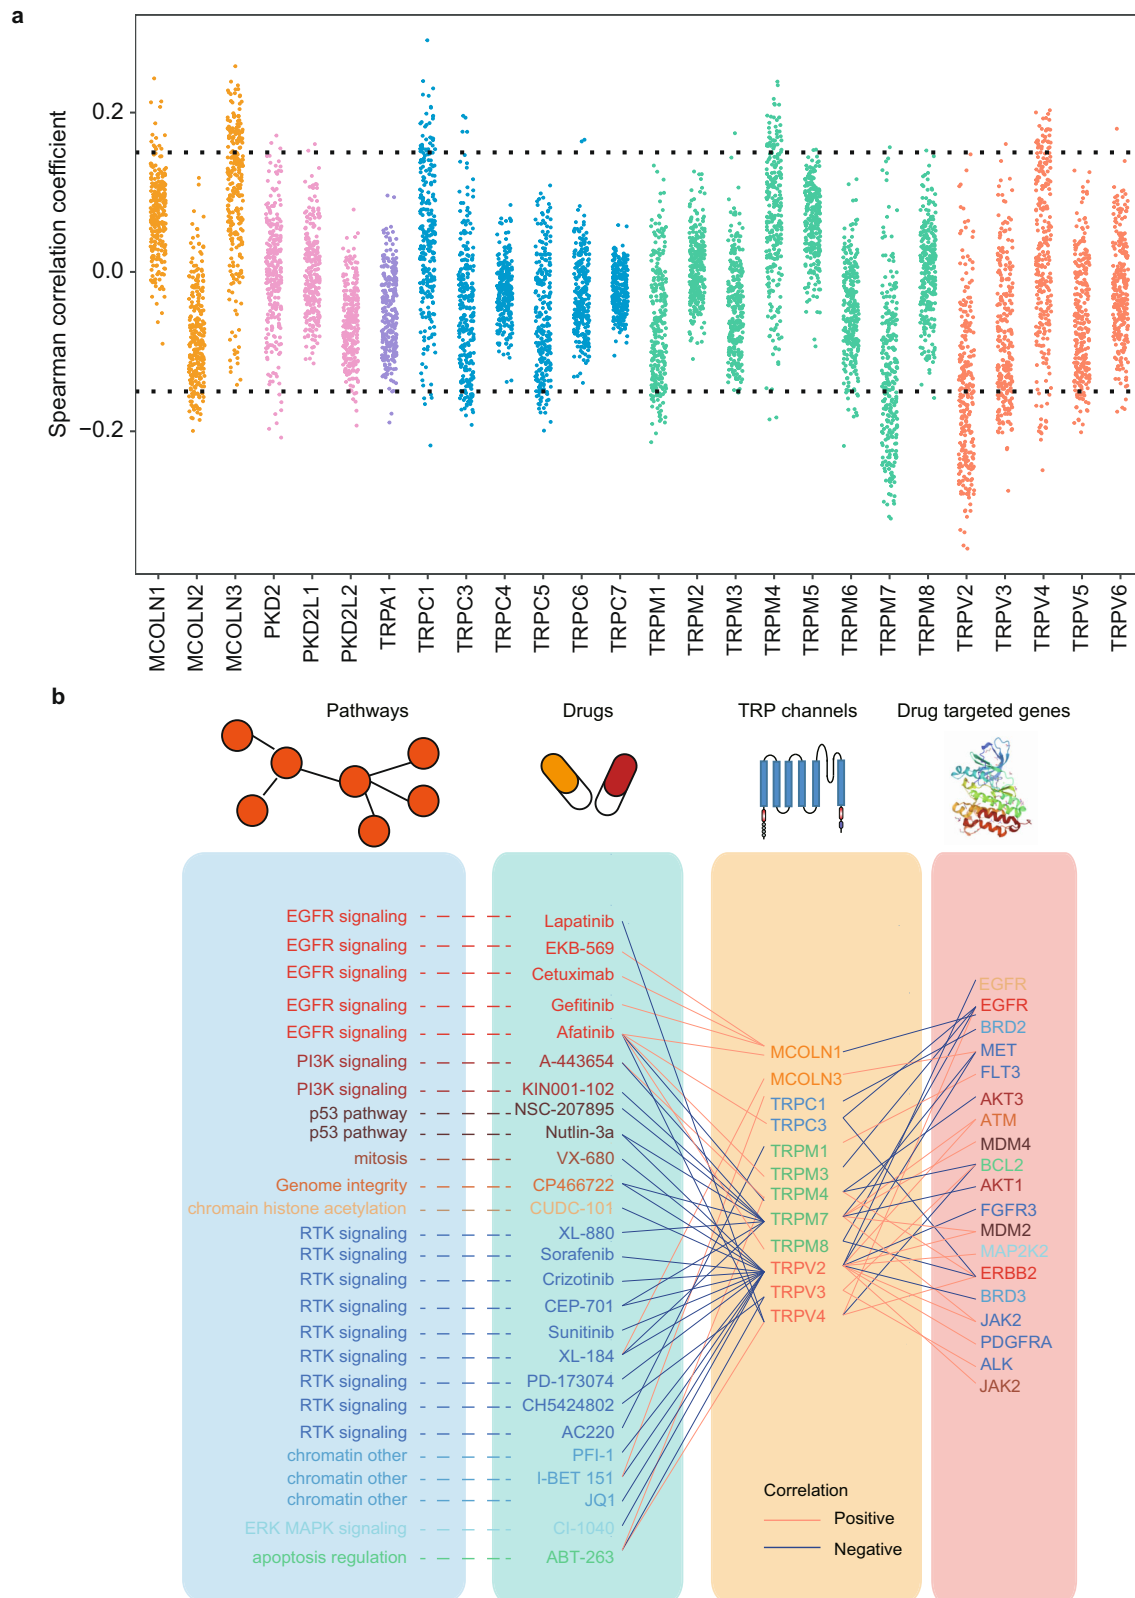 a
Spearman correlation coefficient
0.2
0.0
−0.2
MCOLN1
MCOLN2
MCOLN3
PKD2
PKD2L1
PKD2L2
TRPA1
TRPC1
TRPC3
TRPC4
TRPC5
TRPC6
TRPC7
TRPM1
TRPM2
TRPM3
TRPM4
TRPM5
TRPM6
TRPM7
TRPM8
TRPV2
TRPV3
TRPV4
TRPV5
TRPV6
b
Pathways
Drugs
TRP channels
Drug targeted genes
EGFR signaling
EGFR signaling
EGFR signaling
EGFR signaling
EGFR signaling
PI3K signaling
PI3K signaling
p53 pathway
p53 pathway
mitosis
Genome integrity
chromain histone acetylation
RTK signaling
RTK signaling
RTK signaling
RTK signaling
RTK signaling
RTK signaling
RTK signaling
RTK signaling
RTK signaling
chromatin other
chromatin other
chromatin other
ERK MAPK signaling
apoptosis regulation
Lapatinib
EKB-569
Cetuximab
Gefitinib
Afatinib
A-443654
KIN001-102
NSC-207895
Nutlin-3a
VX-680
CP466722
CUDC-101
XL-880
Sorafenib
Crizotinib
CEP-701
Sunitinib
XL-184
PD-173074
CH5424802
AC220
PFI-1
I-BET 151
JQ1
CI-1040
ABT-263
MCOLN1
MCOLN3
TRPC1
TRPC3
TRPM1
TRPM3
TRPM4
TRPM7
TRPM8
TRPV2
TRPV3
TRPV4
Correlation
Positive
Negative
EGFR
EGFR
BRD2
MET
FLT3
AKT3
ATM
MDM4
BCL2
AKT1
FGFR3
MDM2
MAP2K2
ERBB2
BRD3
JAK2
PDGFRA
ALK
JAK2